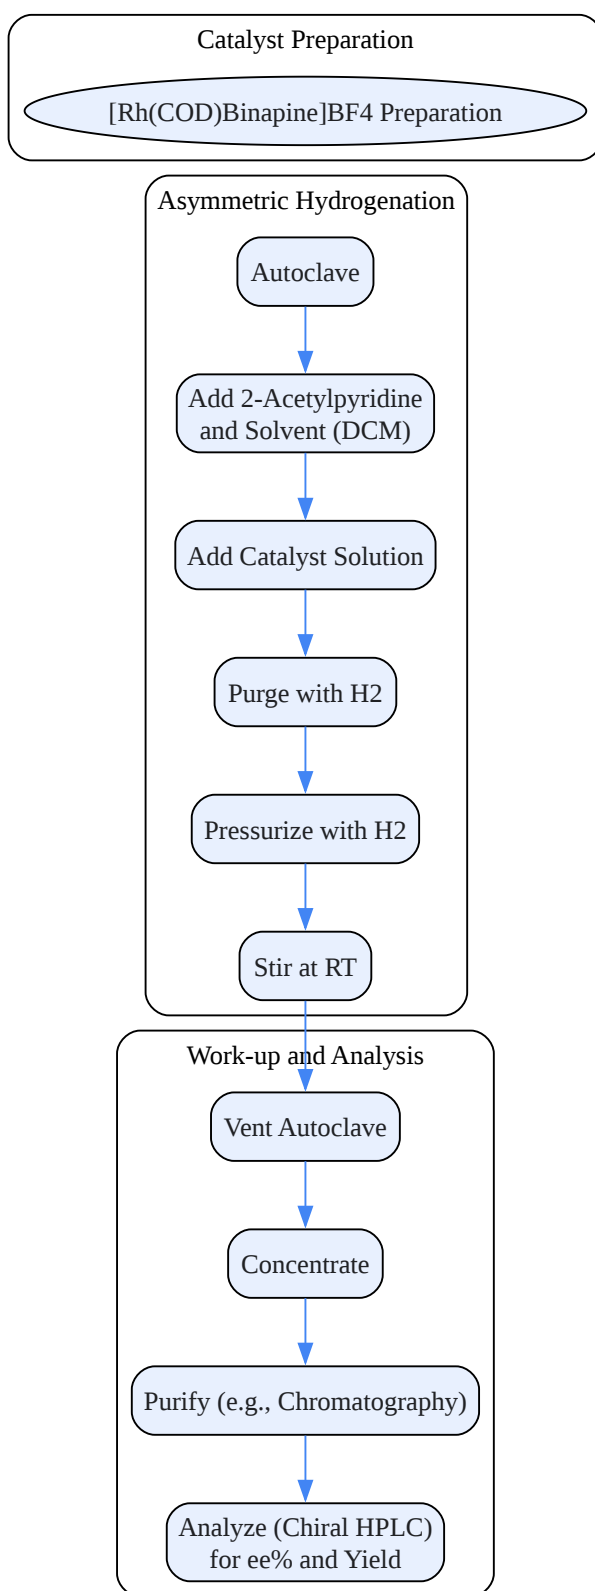 Catalyst Preparation
[Rh(COD)Binapine]BF4 Preparation
Asymmetric Hydrogenation
Autoclave
Add 2-Acetylpyridine
and Solvent (DCM)
Add Catalyst Solution
Purge with H2
Pressurize with H2
Stir at RT
Work-up and Analysis
Vent Autoclave
Concentrate
Purify (e.g., Chromatography)
Analyze (Chiral HPLC)
for ee% and Yield